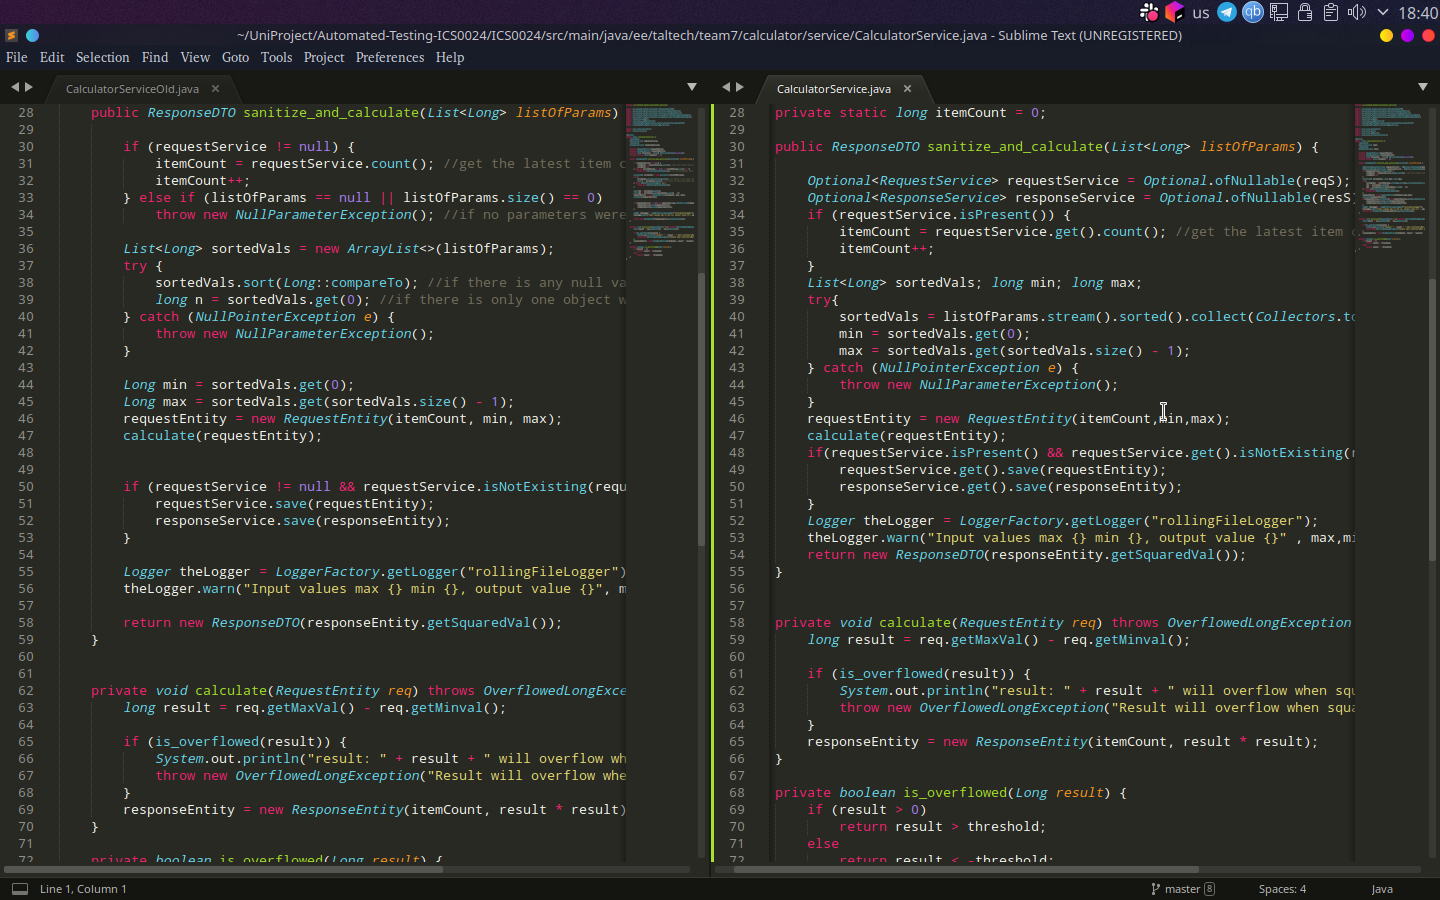 us
qb
18:40
~/UniProject/Automated-Testing-ICS0024/ICS0024/src/main/java/ee/taltech/team7/calculator/service/CalculatorService.java - Sublime Text (UNREGISTERED)
File Edit Selection Find View Goto Tools Project Preferences Help
CalculatorServiceOld.java ×
28 public ResponseDTO sanitize_and_calculate(List<Long> listOfParams)
29
30 if (requestService != null) {
31 itemCount = requestService.count(); //get the latest item c
32 itemCount++;
33 } else if (listOfParams == null || listOfParams.size() == 0)
34 throw new NullParameterException(); //if no parameters were
35
36 List<Long> sortedVals = new ArrayList<>(listOfParams);
37 try {
38 sortedVals.sort(Long::compareTo); //if there is any null va
39 long n = sortedVals.get(0); //if there is only one object w
40 } catch (NullPointerException e) {
41 throw new NullParameterException();
42 }
43
44 Long min = sortedVals.get(0);
45 Long max = sortedVals.get(sortedVals.size() - 1);
46 requestEntity = new RequestEntity(itemCount, min, max);
47 calculate(requestEntity);
48
49
50 if (requestService != null && requestService.isNotExisting(requ
51 requestService.save(requestEntity);
52 responseService.save(responseEntity);
53 }
54
55 Logger theLogger = LoggerFactory.getLogger("rollingFileLogger")
56 theLogger.warn("Input values max {} min {}, output value {}", m
57
58 return new ResponseDTO(responseEntity.getSquaredVal());
59 }
60
61
62 private void calculate(RequestEntity req) throws OverflowedLongExce
63 long result = req.getMaxVal() - req.getMinval();
64
65 if (is_overflowed(result)) {
66 System.out.println("result: " + result + " will overflow wh
67 throw new OverflowedLongException("Result will overflow whe
68 }
69 responseEntity = new ResponseEntity(itemCount, result * result)
70 }
71
72 private boolean is_overflowed(Long result) {
CalculatorService.java ×
28 private static long itemCount = 0;
29
30 public ResponseDTO sanitize_and_calculate(List<Long> listOfParams) {
31
32 Optional<RequestService> requestService = Optional.ofNullable(reqS);
33 Optional<ResponseService> responseService = Optional.ofNullable(resS
34 if (requestService.isPresent()) {
35 itemCount = requestService.get().count(); //get the latest item c
36 itemCount++;
37 }
38 List<Long> sortedVals; long min; long max;
39 try{
40 sortedVals = listOfParams.stream().sorted().collect(Collectors.to
41 min = sortedVals.get(0);
42 max = sortedVals.get(sortedVals.size() - 1);
43 } catch (NullPointerException e) {
44 throw new NullParameterException();
45 }
46 requestEntity = new RequestEntity(itemCount,min,max);
47 calculate(requestEntity);
48 if(requestService.isPresent() && requestService.get().isNotExisting(r
49 requestService.get().save(requestEntity);
50 responseService.get().save(responseEntity);
51 }
52 Logger theLogger = LoggerFactory.getLogger("rollingFileLogger");
53 theLogger.warn("Input values max {} min {}, output value {}" , max,mi
54 return new ResponseDTO(responseEntity.getSquaredVal());
55 }
56
57
58 private void calculate(RequestEntity req) throws OverflowedLongException
59 long result = req.getMaxVal() - req.getMinval();
60
61 if (is_overflowed(result)) {
62 System.out.println("result: " + result + " will overflow when squ
63 throw new OverflowedLongException("Result will overflow when squa
64 }
65 responseEntity = new ResponseEntity(itemCount, result * result);
66 }
67
68 private boolean is_overflowed(Long result) {
69 if (result > 0)
70 return result > threshold;
71 else
72 return result < -threshold;
Line 1, Column 1
master 8
Spaces: 4
Java